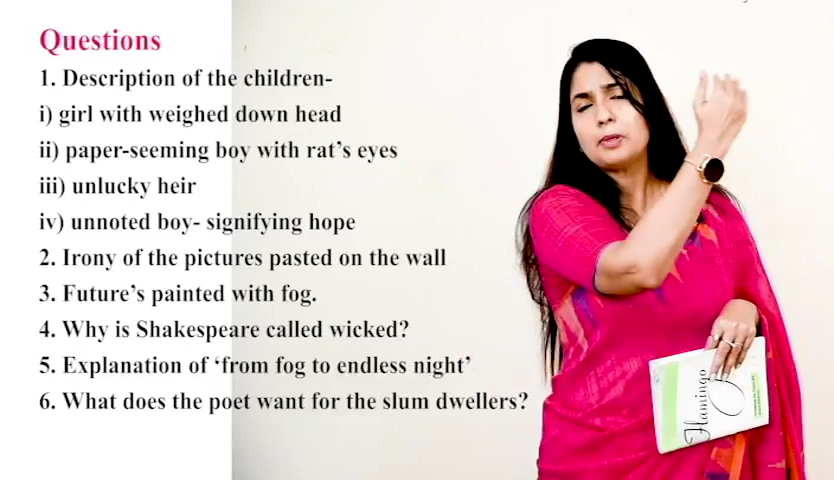 Questions
1. Description of the children-
i) girl with weighed down head
ii) paper-seeming boy with rat's eyes
iii) unlucky heir
iv) unnoted boy- signifying hope
2. Irony of the pictures pasted on the wall
3. Future's painted with fog.
4. Why is Shakespeare called wicked?
5. Explanation of ‘from fog to endless night’
6. What does the poet want for the slum dwellers?
Flamingo